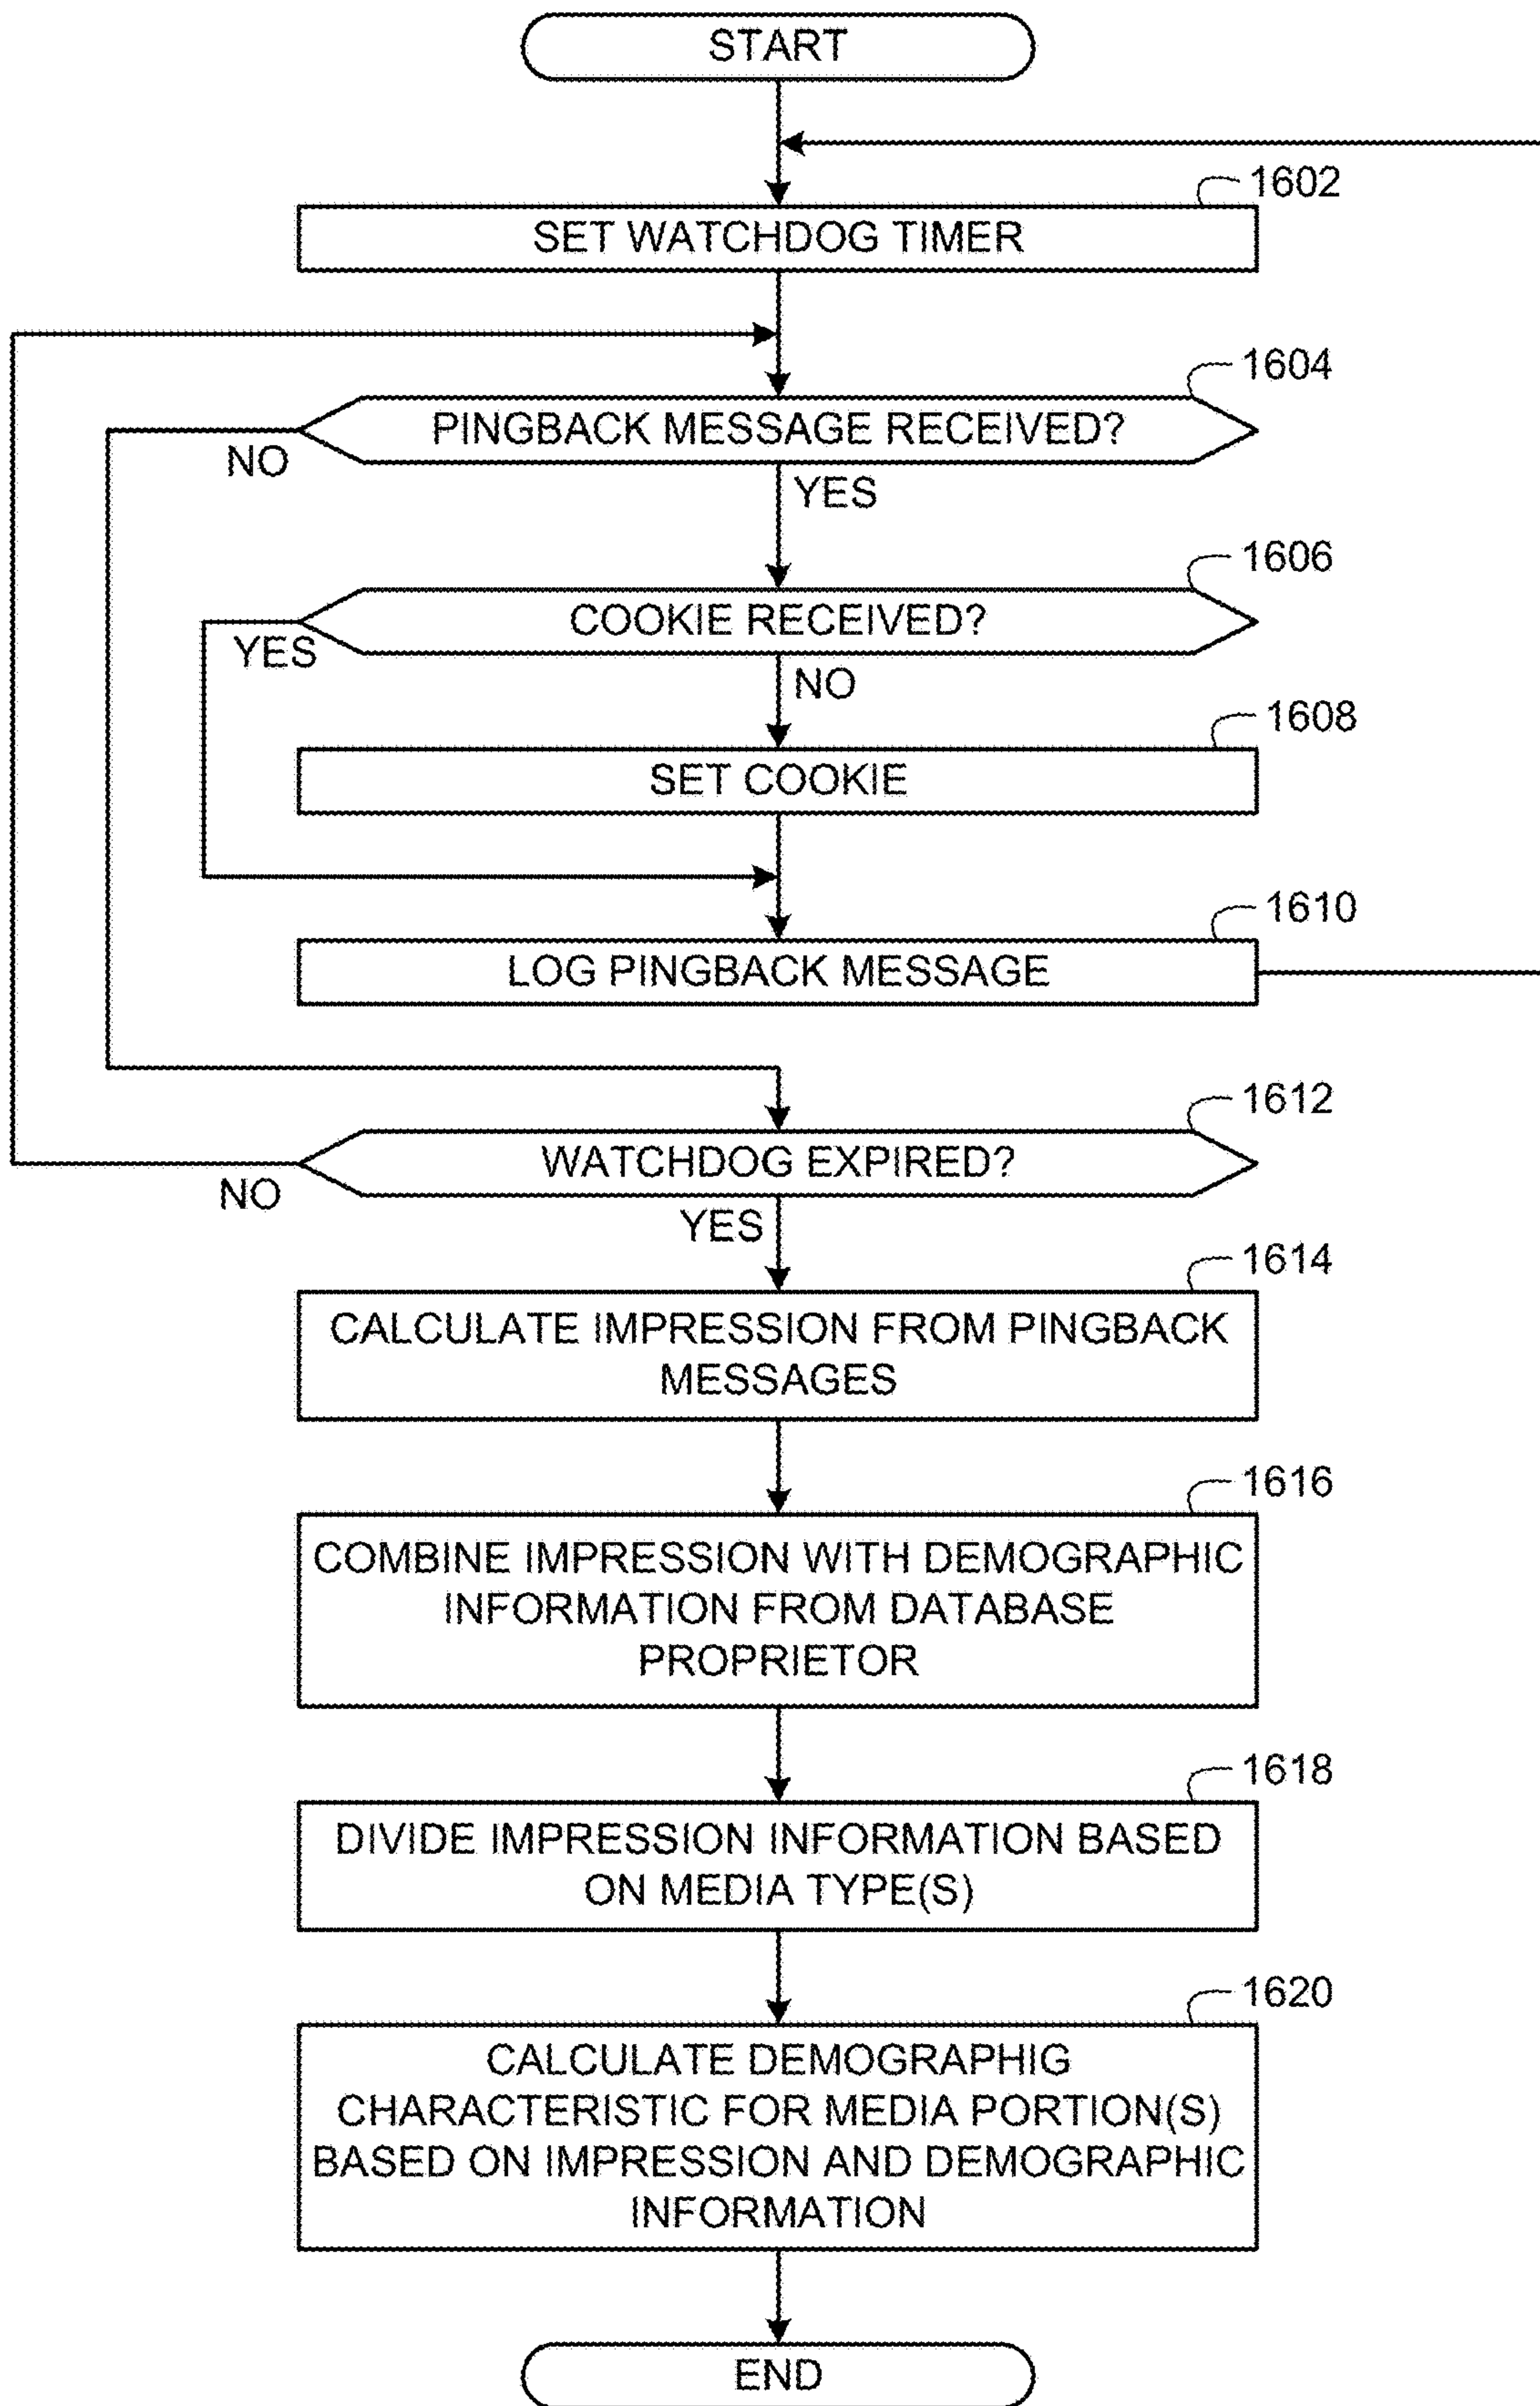 START
1602
SET WATCHDOG TIMER
1604
PINGBACK MESSAGE RECEIVED?
NO
YES
1606
COOKIE RECEIVED?
YES
NO
1608
SET COOKIE
1610
LOG PINGBACK MESSAGE
1612
WATCHDOG EXPIRED?
NO
YES
1614
CALCULATE IMPRESSION FROM PINGBACK
MESSAGES
1616
COMBINE IMPRESSION WITH DEMOGRAPHIC
INFORMATION FROM DATABASE
PROPRIETOR
1618
DIVIDE IMPRESSION INFORMATION BASED
ON MEDIA TYPE(S)
1620
CALCULATE DEMOGRAPHIG
CHARACTERISTIC FOR MEDIA PORTION(S)
BASED ON IMPRESSION AND DEMOGRAPHIC
INFORMATION
END